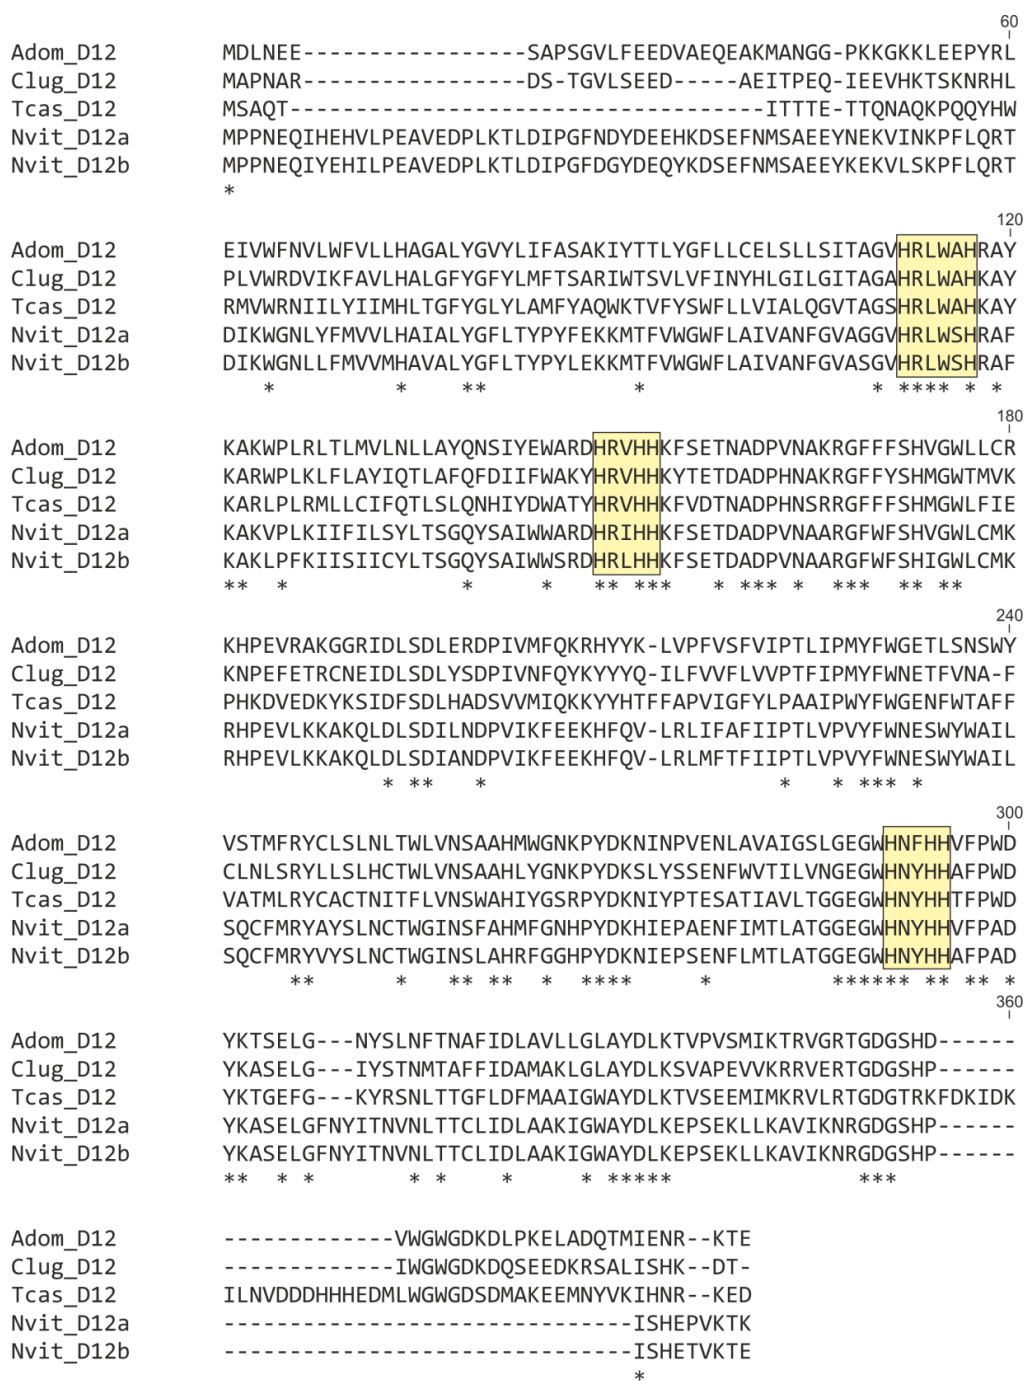 60
Adom_D12 MDLNEE-------------------SAPSGVLFEEDVAEQEAKMANGG-PKKGKKLEEPYRL
Clug_D12 MAPNAR-------------------DS-TGVLSEED-----AEITPEQ-IEEVHKTSKNRHL
Tcas_D12 MSAQT----------------------------------------ITTTE-TTQNAQKPQQYHW
Nvit_D12a MPPNEQIHEHVLPEAVEDPLKTLDIPGFNDYDEEHKDSEFNMSAEEYNEKVINKPFLQRT
Nvit_D12b MPPNEQIYEHILPEAVEDPLKTLDIPGFDGYDEQYKDSEFNMSAEEYKEKVLSKPFLQRT
*
120
Adom_D12 EIVWFNVLWFVLLHAGALYGVYLIFASAKIYTTLYGFLLCELSLLSITAGVHRLWAHRAY
Clug_D12 PLVWRDVIKFAVLHALGFYGFYLMFTSARIWTSVLVFINYHLGILGITAGAHRLWAHKAY
Tcas_D12 RMVWRNIILYIIMHLTGFYGLYLAMFYAQWKTVFYSWFLLVIALQGVTAGSHRLWAHKAY
Nvit_D12a DIKWGNLYFMVVLHAIALYGFLTYPYFEKKMTFVWGWFLAIVANFGVAGGVHRLWSHRAF
Nvit_D12b DIKWGNLLFMVVMHAVALYGFLTYPYLEKKMTFVWGWFLAIVANFGVASGVHRLWSHRAF
* * ** * * **** * *
180
Adom_D12 KAKWPLRLTLMVLNLLAYQNSIYEWARDHRVHHKFSETNADPVNAKRGFFFSHVGWLLCR
Clug_D12 KARWPLKLFLAYIQTLAFQFDIIFWAKYHRVHHKYTETDADPHNASRGFFYSHMGWTMVK
Tcas_D12 KARLPLRMLLCIFQTLSLQNHIYDWATYHRVHHKFVDTNADPHNSRRGFFFSHMGWLFIE
Nvit_D12a KAKVPLKIIFILSYLTSGQYSAIWWARDHRIHHKFSETDADPVNAARGFWFSHVGWLCMK
Nvit_D12b KAKLPFKIISIICYLTSGQYSAIWWSRDHRLHHKFSETDADPVNAARGFWFSHIGWLCMK
** * * * ** *** * *** * *** ** **
240
Adom_D12 KHPEVRAKGGRIDLSDLERDPIVMFQKRHYYK-LVPFVSFVIPTLIPMYFWGETLSNSWY
Clug_D12 KNPEFETRCNEIDLSDLYSDPIVNFQYKYYYQ-ILFVVFLVVPTFIPMYFWNETFVNA-F
Tcas_D12 PHKDVEDKYKSIDFSDLHADSVVMIQKKYYHTFFAPVIGFYLPAAIPWYFWGENFWTAFF
Nvit_D12a RHPEVLKKAKQLDLSDILNDPVIKFEEKHFQV-LRLIFAFIIPTLVPVYFWNESWYWAIL
Nvit_D12b RHPEVLKKAKQLDLSDIANDPVIKFEEKHFQV-LRLMFTFIIPTLVPVYFWNESWYWAIL
* ** * * * *** *
300
Adom_D12 VSTMFRYCLSLNLTWLVNSAAHMWGNKPYDKNINPVENLAVAIGSLGEGWHNFHHVFPWD
Clug_D12 CLNLSRYLLSLHCTWLVNSAAHLYGNKPYDKSLYSSENFWVTILVNGEGWHNYHHAFPWD
Tcas_D12 VATMLRYCACTNITFLVNSWAHIYGSRPYDKNIYPTESATIAVLTGGEGWHNYHHTFPWD
Nvit_D12a SQCFMRYAYSLNCTWGINSFAHMFGNHPYDKHIEPAENFIMTLATGGEGWHNYHHVFPAD
Nvit_D12b SQCFMRYVYSLNCTWGINSLAHRFGGHPYDKNIEPSENFLMTLATGGEGWHNYHHAFPAD
** * ** ** * **** * ****** ** ** *
360
Adom_D12 YKTSELG---NYSLNFTNAFIDLAVLLGLAYDLKTVPVSMIKTRVGRTGDGSHD------
Clug_D12 YKASELG---IYSTNMTAFFIDAMAKLGLAYDLKSVAPEVVKRRVERTGDGSHP------
Tcas_D12 YKTGEFG---KYRSNLTTGFLDFMAAIGWAYDLKTVSEEMIMKRVLRTGDGTRKFDKIDK
Nvit_D12a YKASELGFNYITNVNLTTCLIDLAAKIGWAYDLKEPSEKLLKAVIKNRGDGSHP------
Nvit_D12b YKASELGFNYITNVNLTTCLIDLAAKIGWAYDLKEPSEKLLKAVIKNRGDGSHP------
** * * * * * * ***** ***
Adom_D12 -------------VWGWGDKDLPKELADQTMIENR--KTE
Clug_D12 -------------IWGWGDKDQSEEDKRSALISHK--DT-
Tcas_D12 ILNVDDDHHHEDMLWGWGDSDMAKEEMNYVKIHNR--KED
Nvit_D12a -------------------------------ISHEPVKTK
Nvit_D12b -------------------------------ISHETVKTE
*